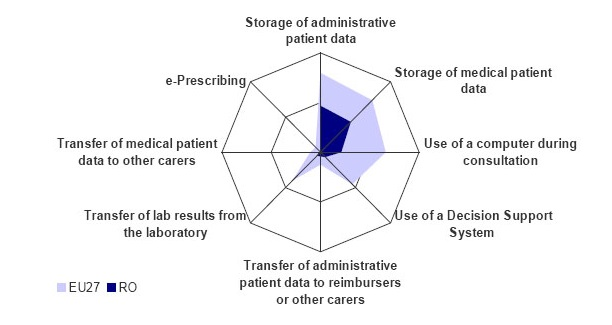 Storage of administrative
patient data
Storage of medical patient
data
Use of a computer during
consultation
Use of a Decision Support
System
Transfer of administrative
patient data to reimbursers
or other carers
Transfer of lab results from
the laboratory
Transfer of medical patient
data to other carers
e-Prescribing
EU27 RO